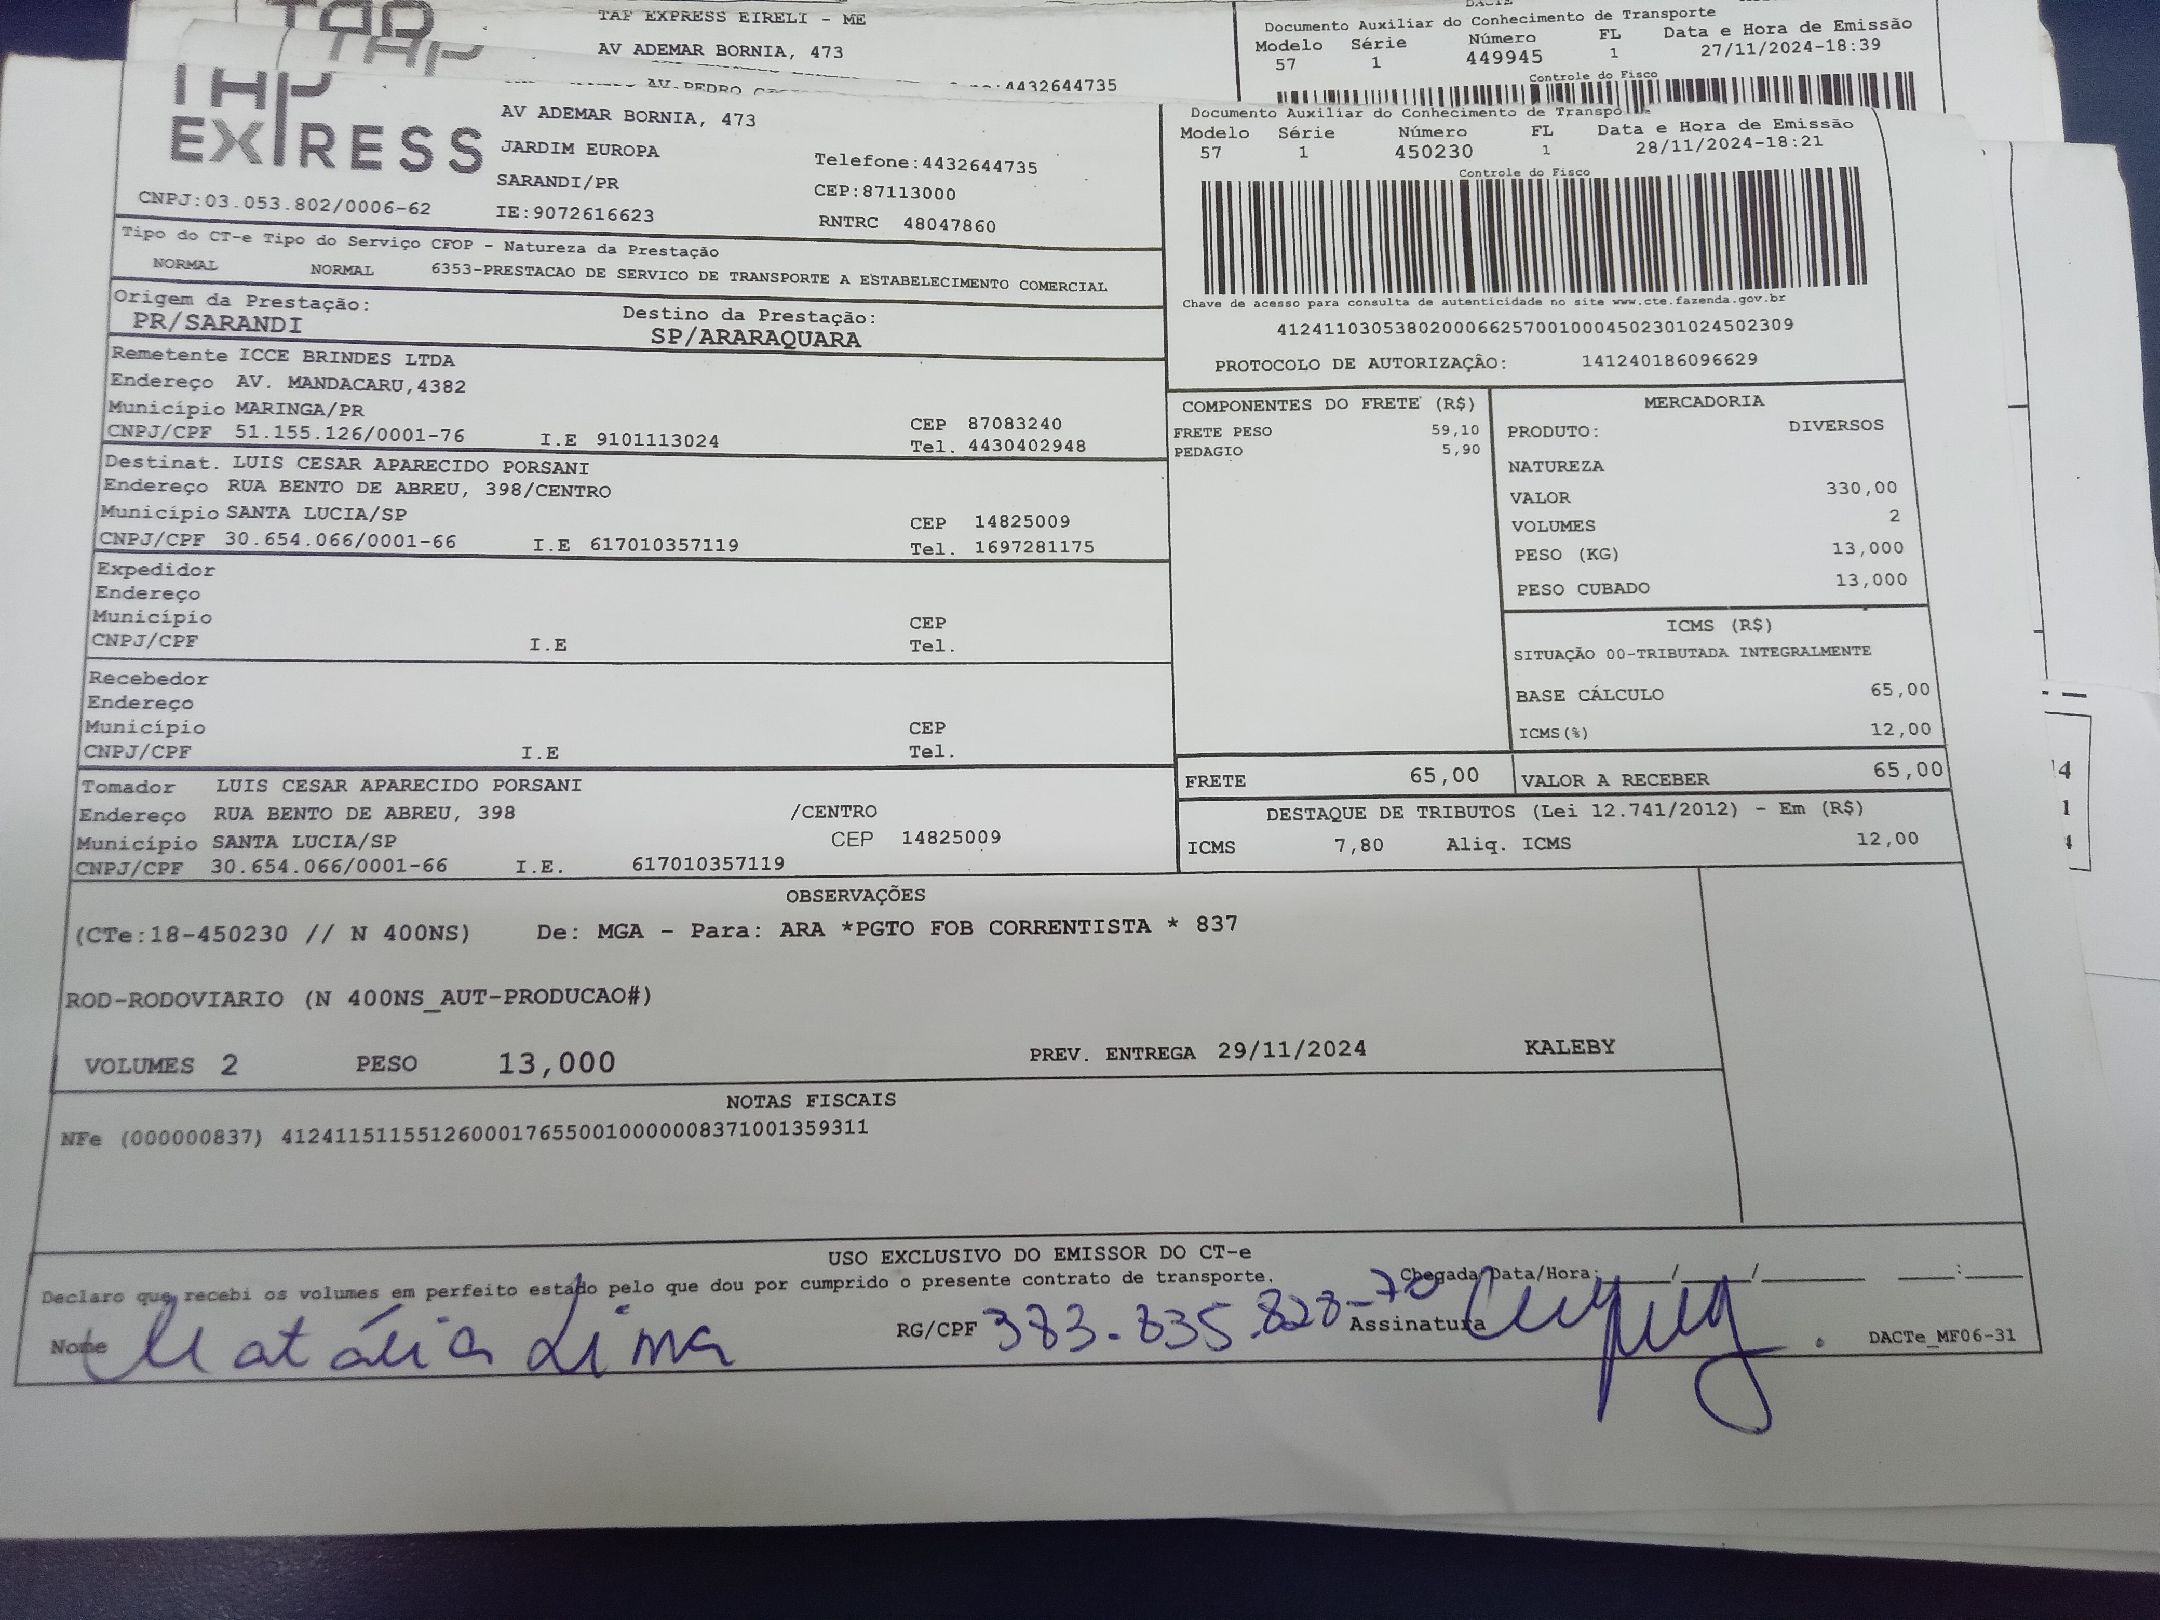 TAP EXPRESS EIRELI - ME
AV ADEMAR BORNIA, 473
4432644735
Documento Auxiliar do Conhecimento de Transporte
Modelo Série Número FL Data e Hora de Emissão
57 1 449945 1 27/11/2024-18:39
Controle do Fisco
TAP
EXPRESS
CNPJ:03.053.802/0006-62
AV ADEMAR BORNIA, 473
JARDIM EUROPA
SARANDI/PR
IE:9072616623
Telefone:4432644735
CEP:87113000
RNTRC 48047860
Documento Auxiliar do Conhecimento de
Modelo Série Número FL Data e Hora de Emissão
57 1 450230 1 28/11/2024-18:21
Controle do Fisco
Chave de acesso para consulta de autenticidade no site www.cte.fazenda.gov.br
41241103053802000662570010004502301024502309
PROTOCOLO DE AUTORIZAÇÃO: 141240186096629
Tipo do CT-e Tipo do Serviço CFOP - Natureza da Prestação
NORMAL NORMAL 6353-PRESTACAO DE SERVICO DE TRANSPORTE A ESTABELECIMENTO COMERCIAL
Origem da Prestação: Destino da Prestação:
PR/SARANDI SP/ARARAQUARA
Remetente ICCE BRINDES LTDA
Endereço AV. MANDACARU,4382
Município MARINGA/PR CEP 87083240
CNPJ/CPF 51.155.126/0001-76 I.E 9101113024 Tel. 4430402948
Destinat. LUIS CESAR APARECIDO PORSANI
Endereço RUA BENTO DE ABREU, 398/CENTRO
Município SANTA LUCIA/SP CEP 14825009
CNPJ/CPF 30.654.066/0001-66 I.E 617010357119 Tel. 1697281175
Expedidor
Endereço
Município CEP
CNPJ/CPF I.E Tel.
Recebedor
Endereço
Município CEP
CNPJ/CPF I.E Tel.
Tomador LUIS CESAR APARECIDO PORSANI
Endereço RUA BENTO DE ABREU, 398 /CENTRO
Município SANTA LUCIA/SP CEP 14825009
CNPJ/CPF 30.654.066/0001-66 I.E. 617010357119
COMPONENTES DO FRETE (R$)
FRETE PESO 59,10
PEDAGIO 5,90
MERCADORIA
PRODUTO: DIVERSOS
NATUREZA
VALOR 330,00
VOLUMES 2
PESO (KG) 13,000
PESO CUBADO 13,000
ICMS (R$)
SITUAÇÃO 00-TRIBUTADA INTEGRALMENTE
BASE CÁLCULO 65,00
ICMS(%) 12,00
FRETE 65,00 VALOR A RECEBER 65,00
DESTAQUE DE TRIBUTOS (Lei 12.741/2012) - Em (R$)
ICMS 7,80 Aliq. ICMS 12,00
OBSERVAÇÕES
(CTe:18-450230 // N 400NS) De: MGA - Para: ARA *PGTO FOB CORRENTISTA * 837
ROD-RODOVIARIO (N 400NS_AUT-PRODUCAO#)
VOLUMES 2 PESO 13,000 PREV. ENTREGA 29/11/2024 KALEBY
NOTAS FISCAIS
NFe (000000837) 41241151155126000176550010000008371001359311
USO EXCLUSIVO DO EMISSOR DO CT-e
Declaro que recebi os volumes em perfeito estado pelo que dou por cumprido o presente contrato de transporte. Chegada Data/Hora:___/___/_____ ___:___
Nome Natália Lima RG/CPF 383.835.828-70 Assinatura
DACTe_MF06-31